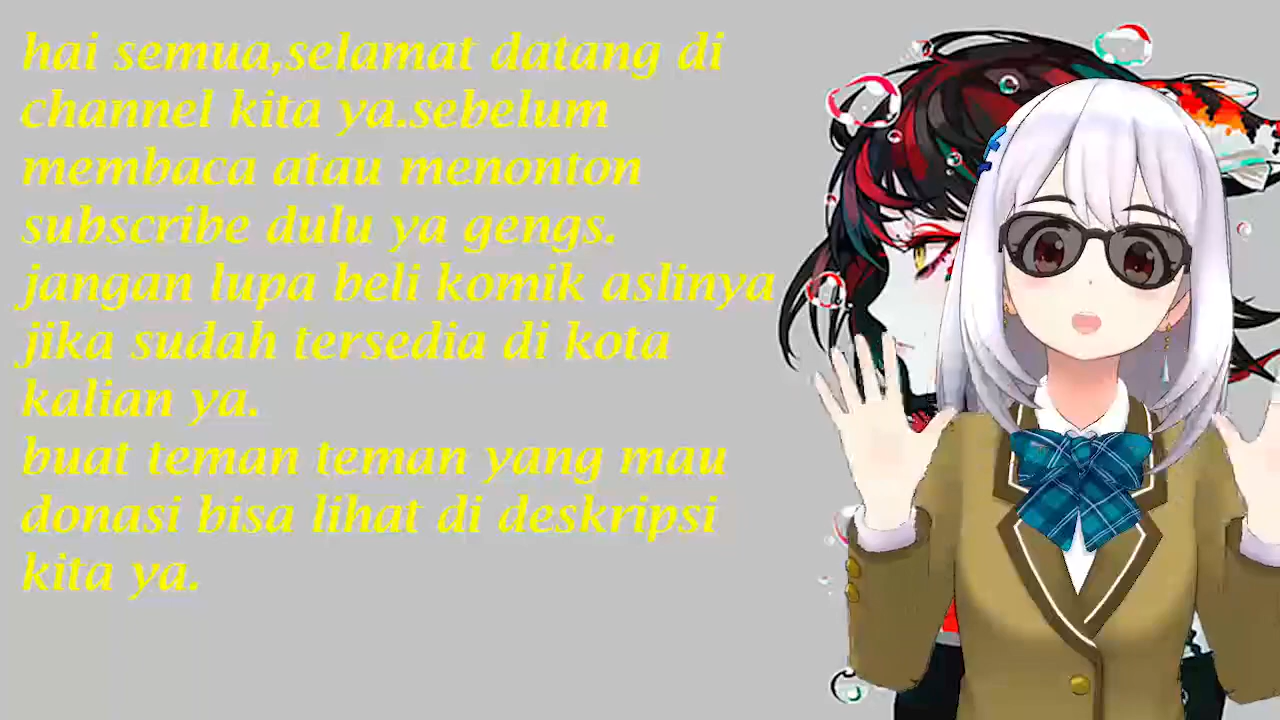 hai semua,selamat datang di
channel kita ya.sebelum
membaca atau menonton
subscribe dulu ya gengs.
jangan lupa beli komik aslinya
jika sudah tersedia di kota
kalian ya.
buat teman teman yang mau
donasi bisa lihat di deskripsi
kita ya.